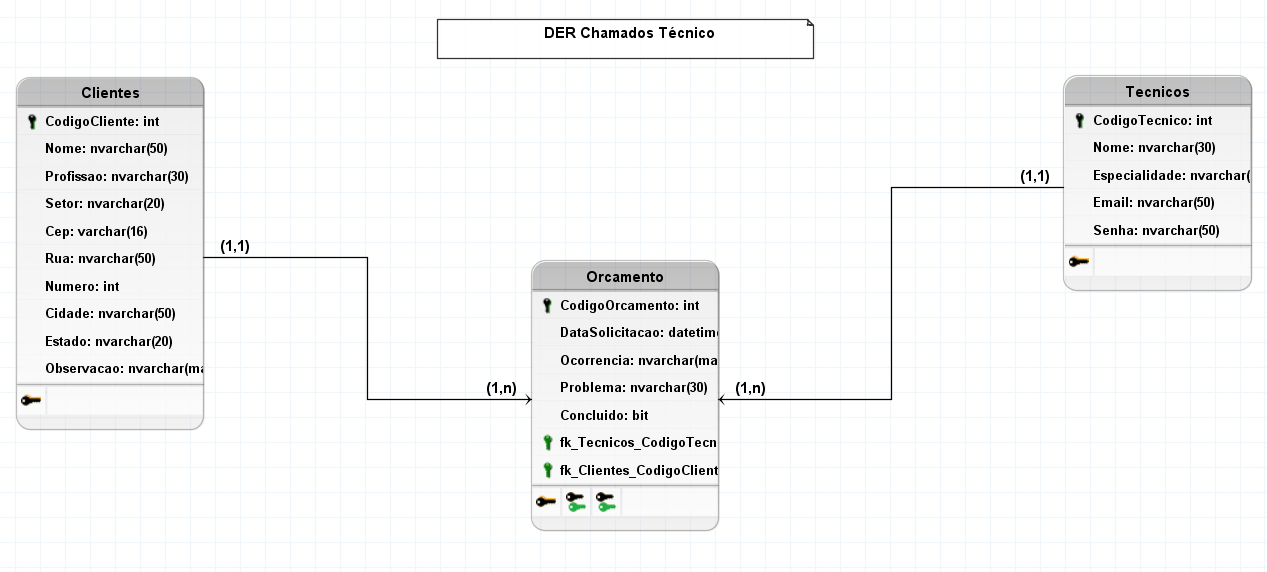 DER Chamados Técnico
Clientes
CodigoCliente: int
Nome: nvarchar(50)
Profissao: nvarchar(30)
Setor: nvarchar(20)
Cep: varchar(16)
Rua: nvarchar(50)
Numero: int
Cidade: nvarchar(50)
Estado: nvarchar(20)
Observacao: nvarchar(ma
(1,1)
(1,n)
Orcamento
CodigoOrcamento: int
DataSolicitacao: datetim
Ocorrencia: nvarchar(ma
Problema: nvarchar(30)
Concluido: bit
fk_Tecnicos_CodigoTecn
fk_Clientes_CodigoClient
(1,n)
(1,1)
Tecnicos
CodigoTecnico: int
Nome: nvarchar(30)
Especialidade: nvarchar(
Email: nvarchar(50)
Senha: nvarchar(50)